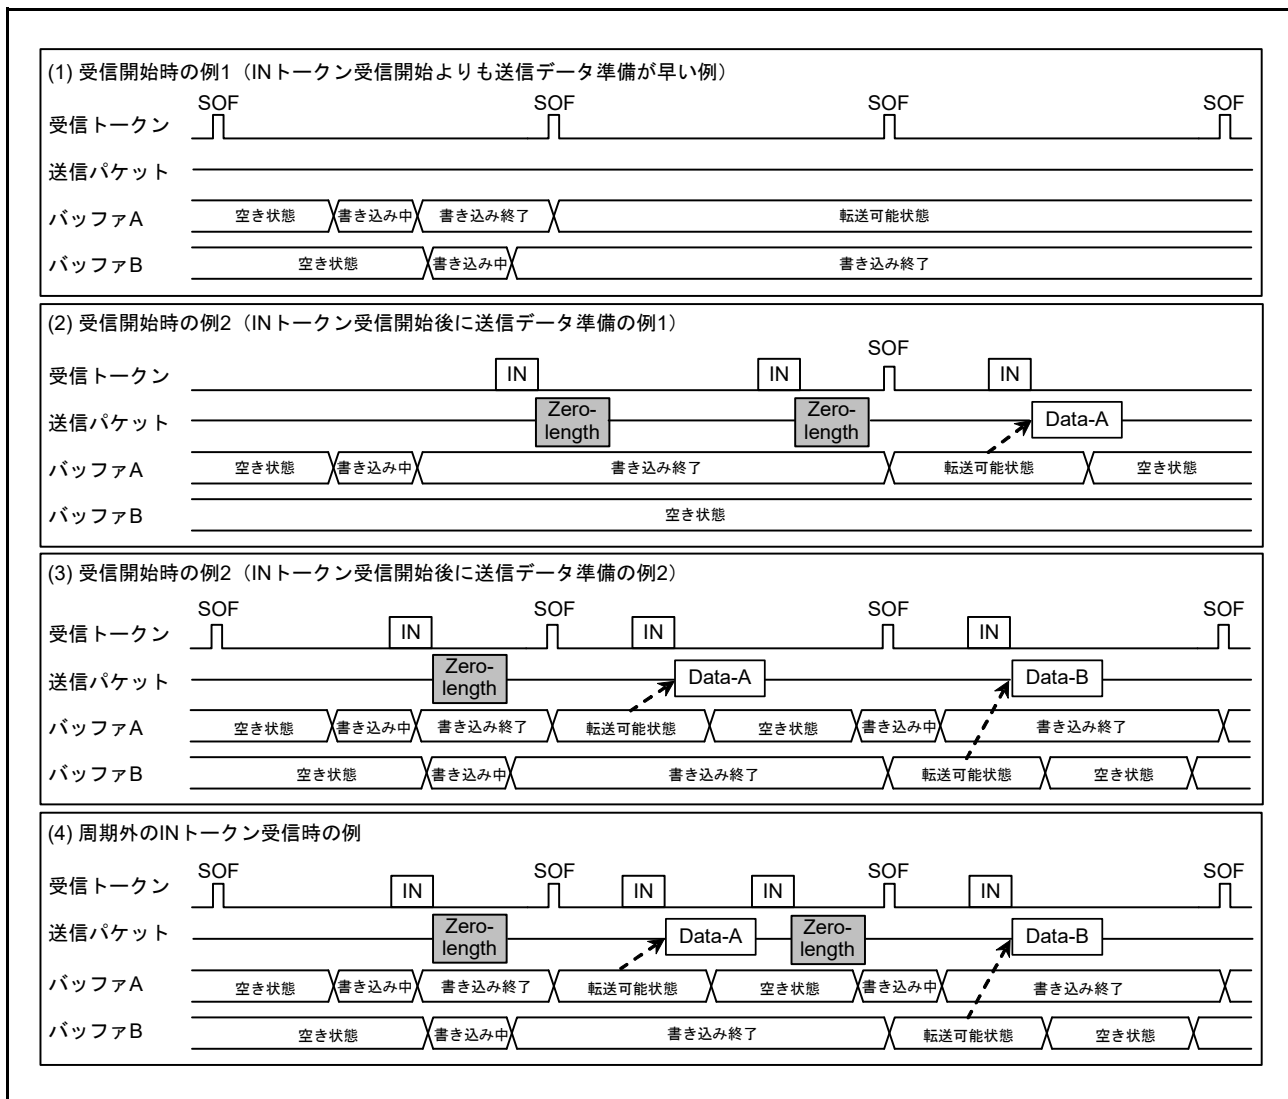 (1) 受信開始時の例1（INトークン受信開始よりも送信データ準備が早い例）
SOF SOF SOF SOF
受信トークン
送信パケット
バッファA 空き状態 書き込み中 書き込み終了 転送可能状態
バッファB 空き状態 書き込み中 書き込み終了
(2) 受信開始時の例2（INトークン受信開始後に送信データ準備の例1）
SOF
受信トークン IN IN IN
送信パケット Zero-length Zero-length Data-A
バッファA 空き状態 書き込み中 書き込み終了 転送可能状態 空き状態
バッファB 空き状態
(3) 受信開始時の例2（INトークン受信開始後に送信データ準備の例2）
SOF SOF SOF SOF
受信トークン IN IN IN
送信パケット Zero-length Data-A Data-B
バッファA 空き状態 書き込み中 書き込み終了 転送可能状態 空き状態 書き込み中 書き込み終了
バッファB 空き状態 書き込み中 書き込み終了 転送可能状態 空き状態
(4) 周期外のINトークン受信時の例
SOF SOF SOF SOF
受信トークン IN IN IN IN
送信パケット Zero-length Data-A Zero-length Data-B
バッファA 空き状態 書き込み中 書き込み終了 転送可能状態 空き状態 書き込み中 書き込み終了
バッファB 空き状態 書き込み中 書き込み終了 転送可能状態 空き状態